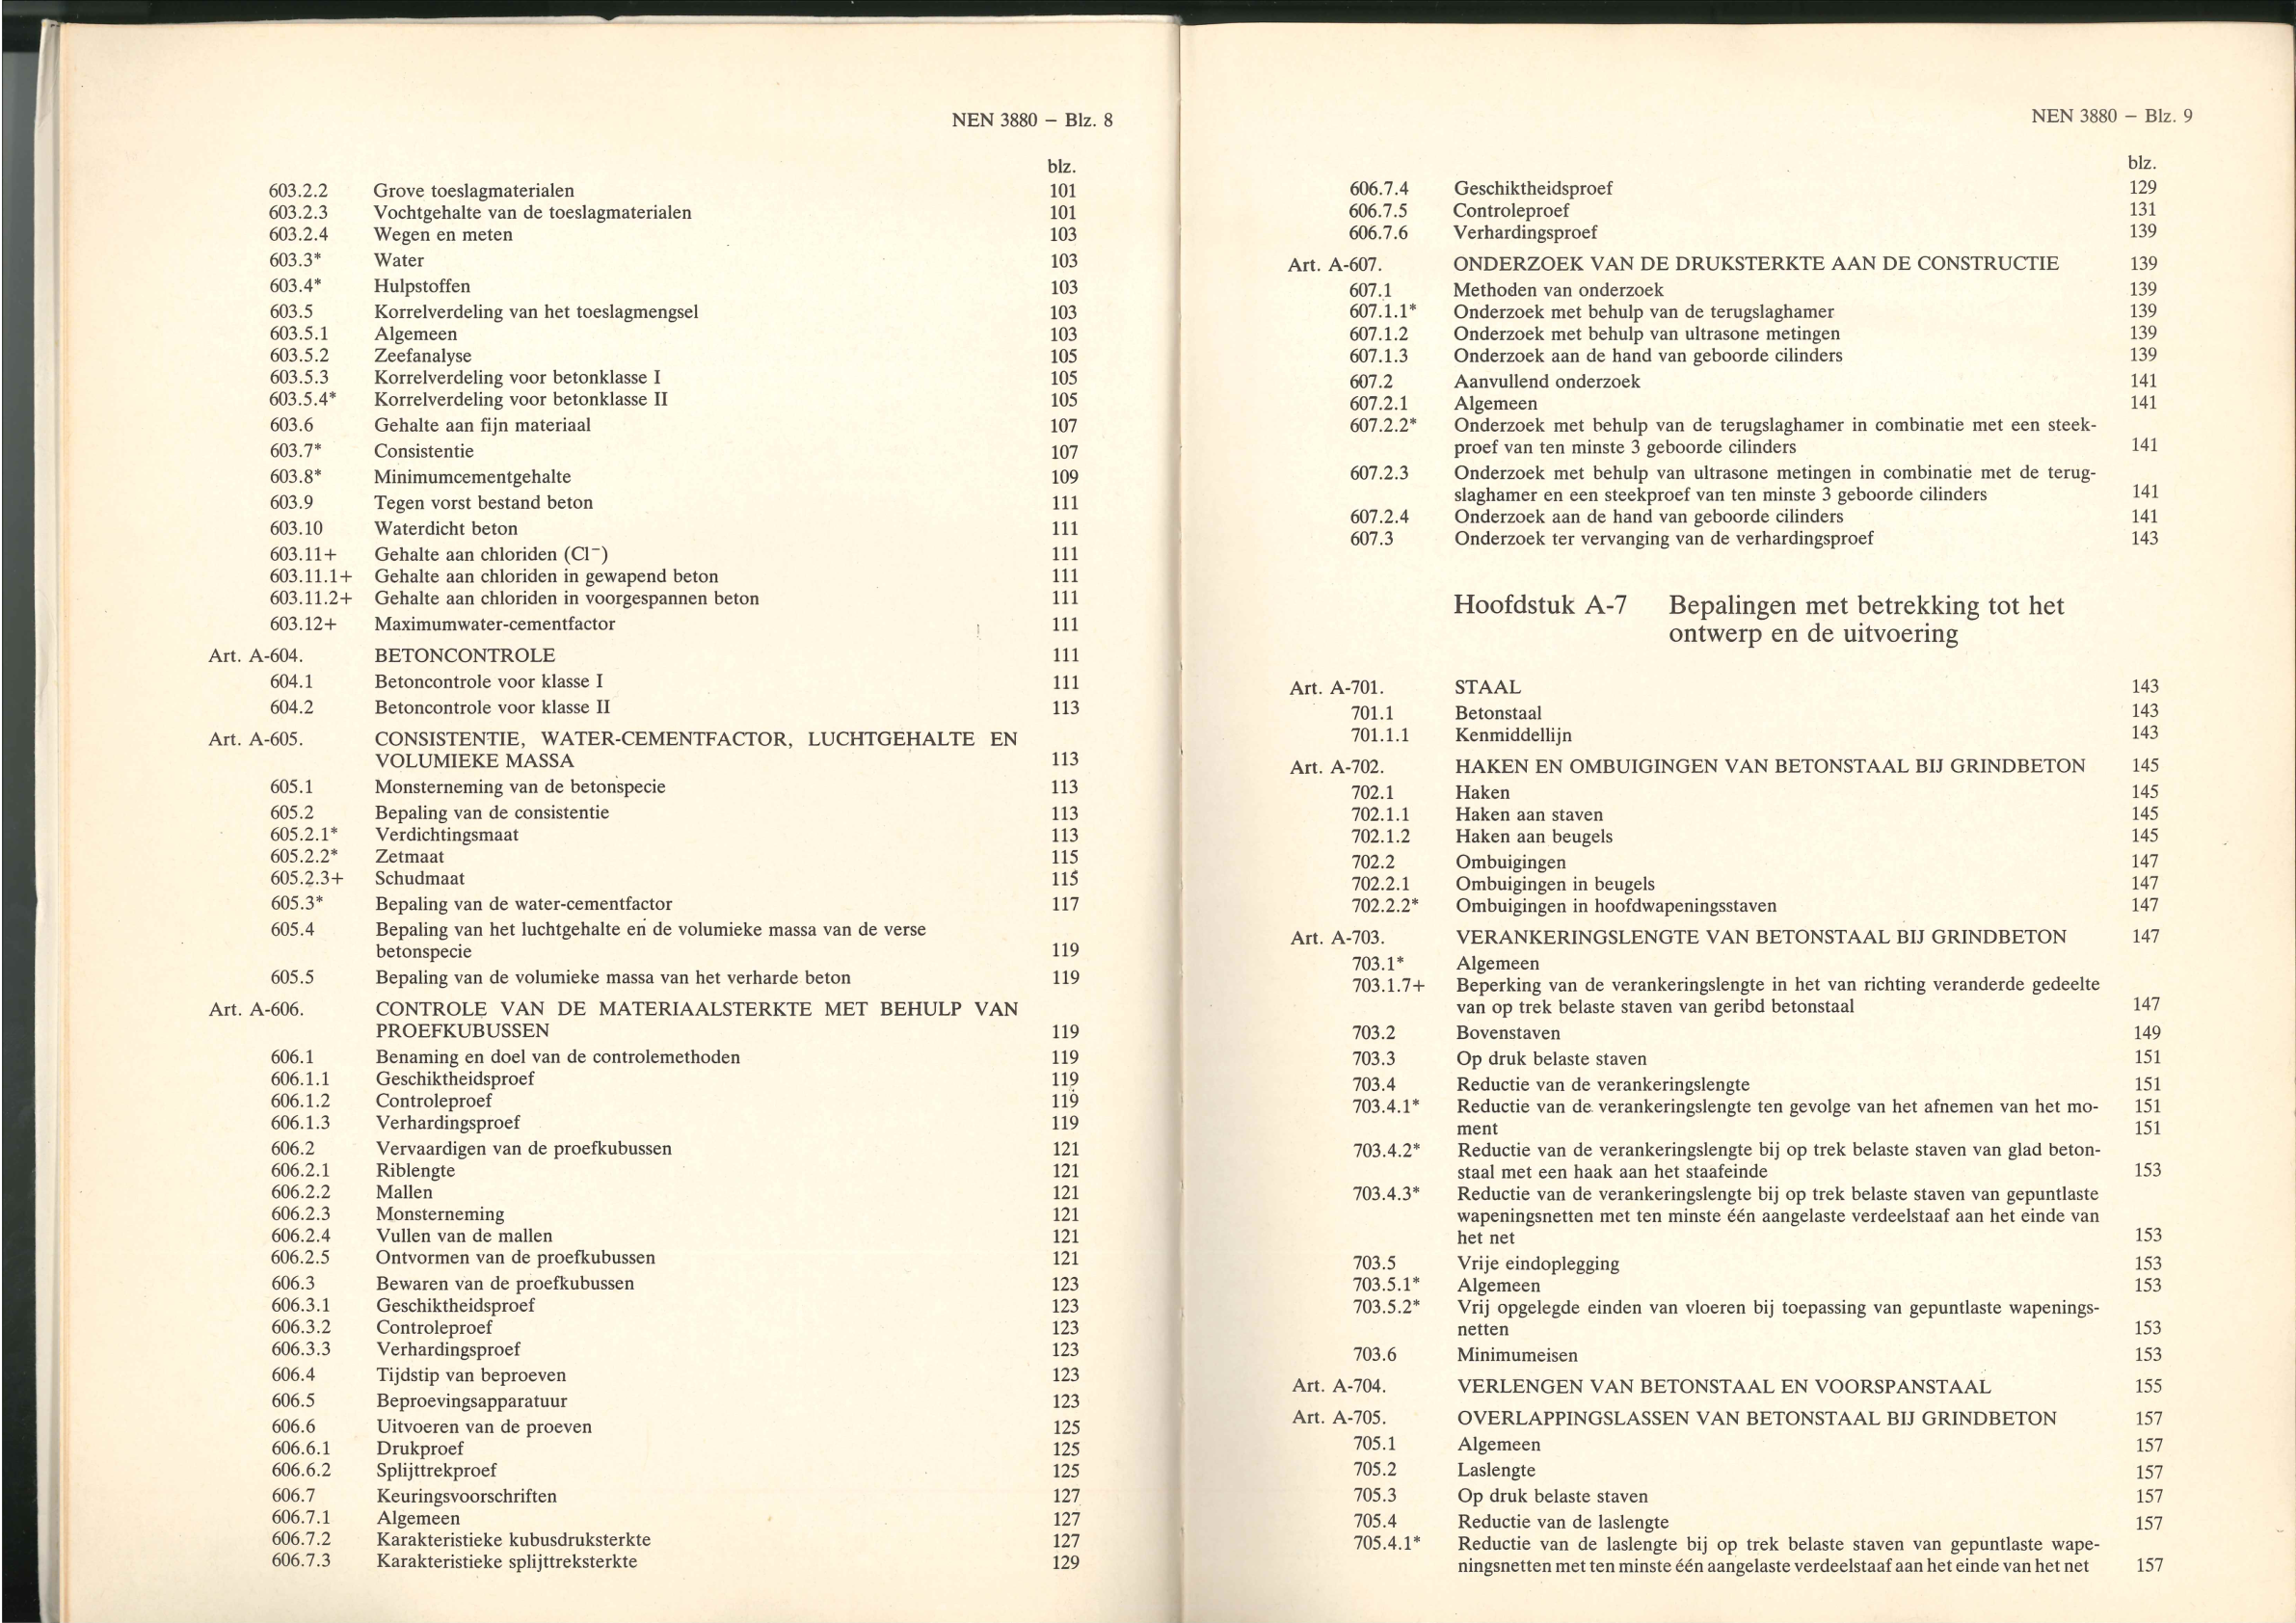 NEN 3880 — Blz. 8
blz.
603.2.2 Grove toeslagmaterialen 101
603.2.3 Vochtgehalte van de toeslagmaterialen 101
603.2.4 Wegen en meten 103
603.3* Water 103
603.4* Hulpstoffen 103
603.5 Korrelverdeling van het toeslagmengsel 103
603.5.1 Algemeen 103
603.5.2 Zeefanalyse 105
603.5.3 Korrelverdeling voor betonklasse I 105
603.5.4* Korrelverdeling voor betonklasse II 105
603.6 Gehalte aan fijn materiaal 107
603.7* Consistentie 107
603.8* Minimumcementgehalte 109
603.9 Tegen vorst bestand beton 111
603.10 Waterdicht beton 111
603.11+ Gehalte aan chloriden (Cl⁻) 111
603.11.1+ Gehalte aan chloriden in gewapend beton 111
603.11.2+ Gehalte aan chloriden in voorgespannen beton 111
603.12+ Maximumwater-cementfactor 111
Art. A-604. BETONCONTROLE 111
604.1 Betoncontrole voor klasse I 111
604.2 Betoncontrole voor klasse II 113
Art. A-605. CONSISTENTIE, WATER-CEMENTFACTOR, LUCHTGEHALTE EN
VOLUMIEKE MASSA 113
605.1 Monsterneming van de betonspecie 113
605.2 Bepaling van de consistentie 113
605.2.1* Verdichtingsmaat 113
605.2.2* Zetmaat 115
605.2.3+ Schudmaat 115
605.3* Bepaling van de water-cementfactor 117
605.4 Bepaling van het luchtgehalte en de volumieke massa van de verse
betonspecie 119
605.5 Bepaling van de volumieke massa van het verharde beton 119
Art. A-606. CONTROLE VAN DE MATERIAALSTERKTE MET BEHULP VAN
PROEFKUBUSSEN 119
606.1 Benaming en doel van de controlemethoden 119
606.1.1 Geschiktheidsproef 119
606.1.2 Controleproef 119
606.1.3 Verhardingsproef 119
606.2 Vervaardigen van de proefkubussen 121
606.2.1 Riblengte 121
606.2.2 Mallen 121
606.2.3 Monsterneming 121
606.2.4 Vullen van de mallen 121
606.2.5 Ontvormen van de proefkubussen 121
606.3 Bewaren van de proefkubussen 123
606.3.1 Geschiktheidsproef 123
606.3.2 Controleproef 123
606.3.3 Verhardingsproef 123
606.4 Tijdstip van beproeven 123
606.5 Beproevingsapparatuur 123
606.6 Uitvoeren van de proeven 125
606.6.1 Drukproef 125
606.6.2 Splijttrekproef 125
606.7 Keuringsvoorschriften 127
606.7.1 Algemeen 127
606.7.2 Karakteristieke kubusdruksterkte 127
606.7.3 Karakteristieke splijttreksterkte 129
NEN 3880 — Blz. 9
blz.
606.7.4 Geschiktheidsproef 129
606.7.5 Controleproef 131
606.7.6 Verhardingsproef 139
Art. A-607. ONDERZOEK VAN DE DRUKSTERKTE AAN DE CONSTRUCTIE 139
607.1 Methoden van onderzoek 139
607.1.1* Onderzoek met behulp van de terugslaghamer 139
607.1.2 Onderzoek met behulp van ultrasone metingen 139
607.1.3 Onderzoek aan de hand van geboorde cilinders 139
607.2 Aanvullend onderzoek 141
607.2.1 Algemeen 141
607.2.2* Onderzoek met behulp van de terugslaghamer in combinatie met een steek-
proef van ten minste 3 geboorde cilinders 141
607.2.3 Onderzoek met behulp van ultrasone metingen in combinatie met de terug-
slaghamer en een steekproef van ten minste 3 geboorde cilinders 141
607.2.4 Onderzoek aan de hand van geboorde cilinders 141
607.3 Onderzoek ter vervanging van de verhardingsproef 143
Hoofdstuk A-7 Bepalingen met betrekking tot het
ontwerp en de uitvoering
Art. A-701. STAAL 143
701.1 Betonstaal 143
701.1.1 Kenmiddellijn 143
Art. A-702. HAKEN EN OMBUIGINGEN VAN BETONSTAAL BIJ GRINDBETON 145
702.1 Haken 145
702.1.1 Haken aan staven 145
702.1.2 Haken aan beugels 145
702.2 Ombuigingen 147
702.2.1 Ombuigingen in beugels 147
702.2.2* Ombuigingen in hoofdwapeningsstaven 147
Art. A-703. VERANKERINGSLENGTE VAN BETONSTAAL BIJ GRINDBETON 147
703.1* Algemeen
703.1.7+ Beperking van de verankeringslengte in het van richting veranderde gedeelte
van op trek belaste staven van geribd betonstaal 147
703.2 Bovenstaven 149
703.3 Op druk belaste staven 151
703.4 Reductie van de verankeringslengte 151
703.4.1* Reductie van de verankeringslengte ten gevolge van het afnemen van het mo- 151
ment 151
703.4.2* Reductie van de verankeringslengte bij op trek belaste staven van glad beton-
staal met een haak aan het staafeinde 153
703.4.3* Reductie van de verankeringslengte bij op trek belaste staven van gepuntlaste
wapeningsnetten met ten minste één aangelaste verdeelstaaf aan het einde van
het net 153
703.5 Vrije eindoplegging 153
703.5.1* Algemeen 153
703.5.2* Vrij opgelegde einden van vloeren bij toepassing van gepuntlaste wapenings-
netten 153
703.6 Minimumeisen 153
Art. A-704. VERLENGEN VAN BETONSTAAL EN VOORSPANSTAAL 155
Art. A-705. OVERLAPPINGSLASSEN VAN BETONSTAAL BIJ GRINDBETON 157
705.1 Algemeen 157
705.2 Laslengte 157
705.3 Op druk belaste staven 157
705.4 Reductie van de laslengte 157
705.4.1* Reductie van de laslengte bij op trek belaste staven van gepuntlaste wape-
ningsnetten met ten minste één aangelaste verdeelstaaf aan het einde van het net 157